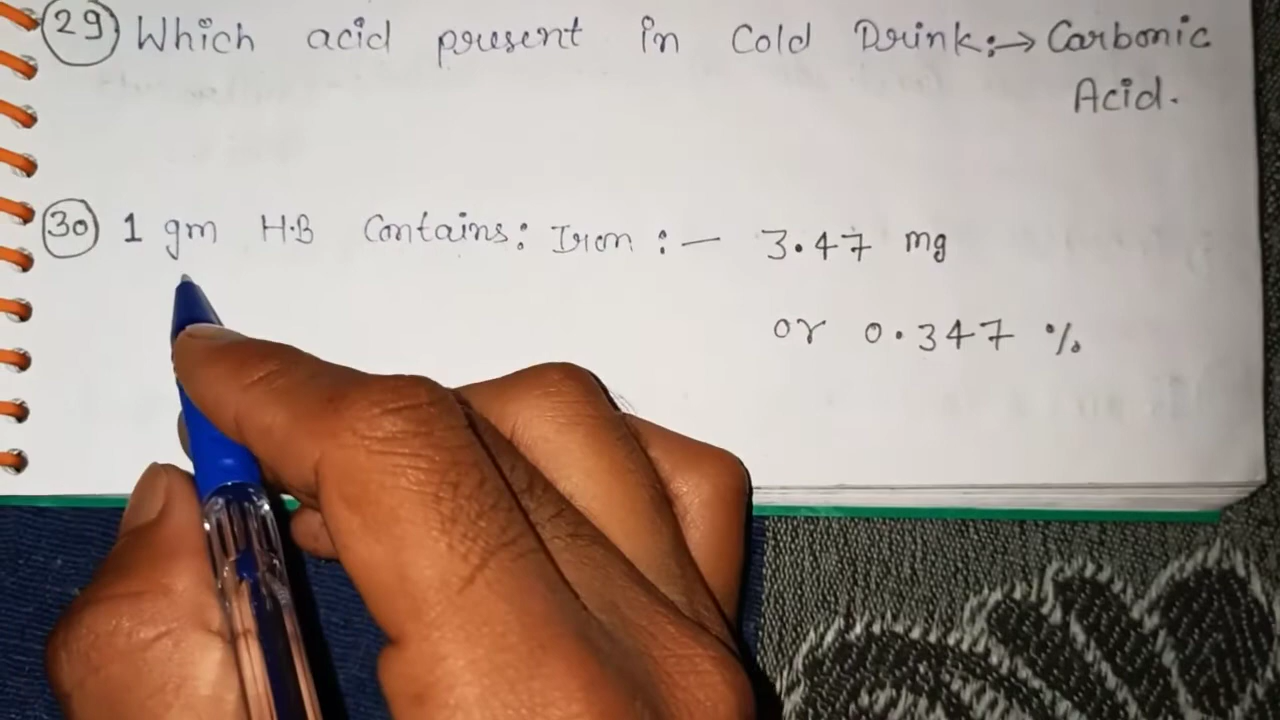 29 Which acid present in Cold Drink:→ Carbonic
Acid.
30 1 gm H.B Contains: Iron :– 3.47 mg
or 0.347 %